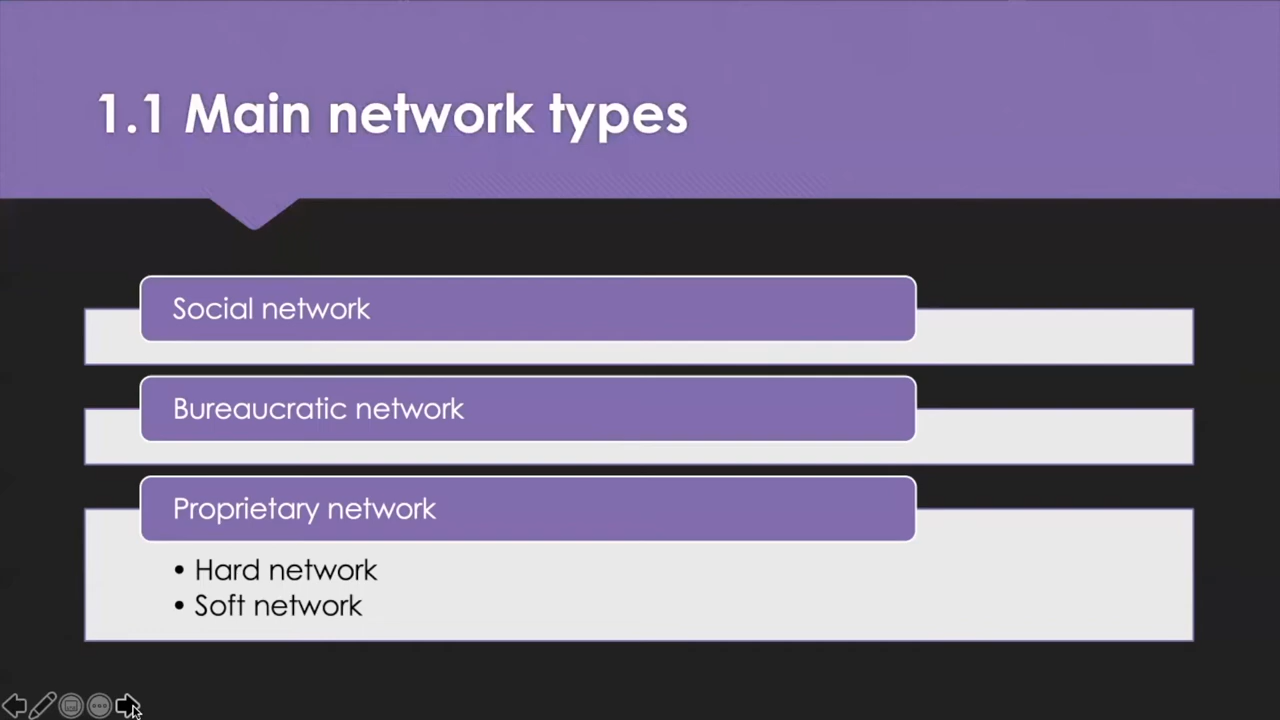 1.1 Main network types
Social network
Bureaucratic network
Proprietary network
• Hard network
• Soft network